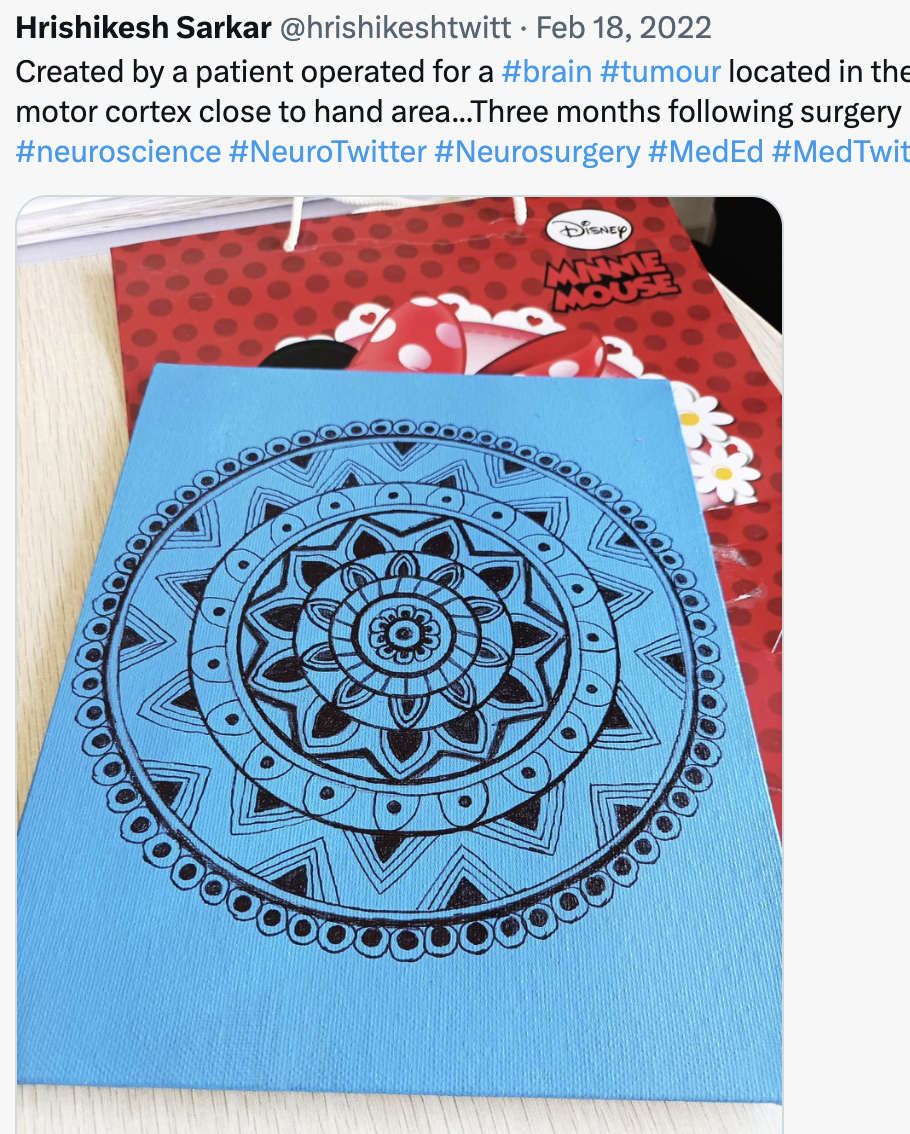 Hrishikesh Sarkar @hrishikeshtwitt · Feb 18, 2022
Created by a patient operated for a #brain #tumour located in the
motor cortex close to hand area...Three months following surgery
#neuroscience #NeuroTwitter #Neurosurgery #MedEd #MedTwit
Disney
MINNIE
MOUSE